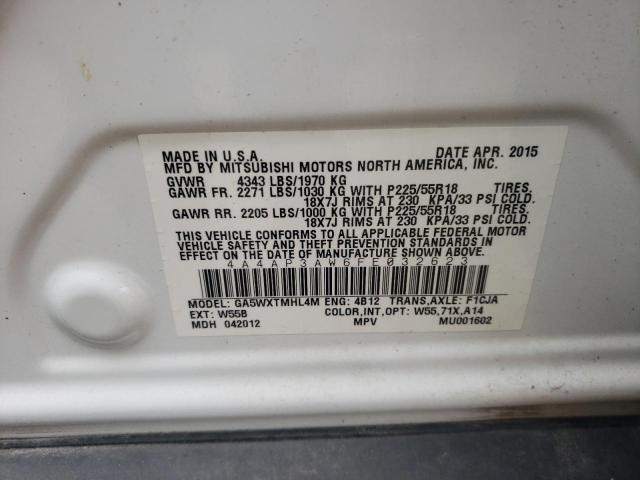 MADE IN U.S.A. DATE APR. 2015
MFD BY MITSUBISHI MOTORS NORTH AMERICA, INC.
GVWR 4343 LBS/1970 KG
GAWR FR. 2271 LBS/1030 KG WITH P225/55R18 TIRES.
18X7J RIMS AT 230 KPA/33 PSI COLD.
GAWR RR. 2205 LBS/1000 KG WITH P225/55R18 TIRES.
18X7J RIMS AT 230 KPA/33 PSI COLD.
THIS VEHICLE CONFORMS TO ALL APPLICABLE FEDERAL MOTOR
VEHICLE SAFETY AND THEFT PREVENTION STANDARDS IN
EFFECT ON THE DATE OF MANUFACTURE SHOWN ABOVE.
4A4AP3AW6FE032623
MODEL: GA5WXTMHL4M ENG: 4B12 TRANS,AXLE: F1CJA
EXT: W55B COLOR,INT,OPT: W55,71X,A14
MDH 042012 MPV MU001602